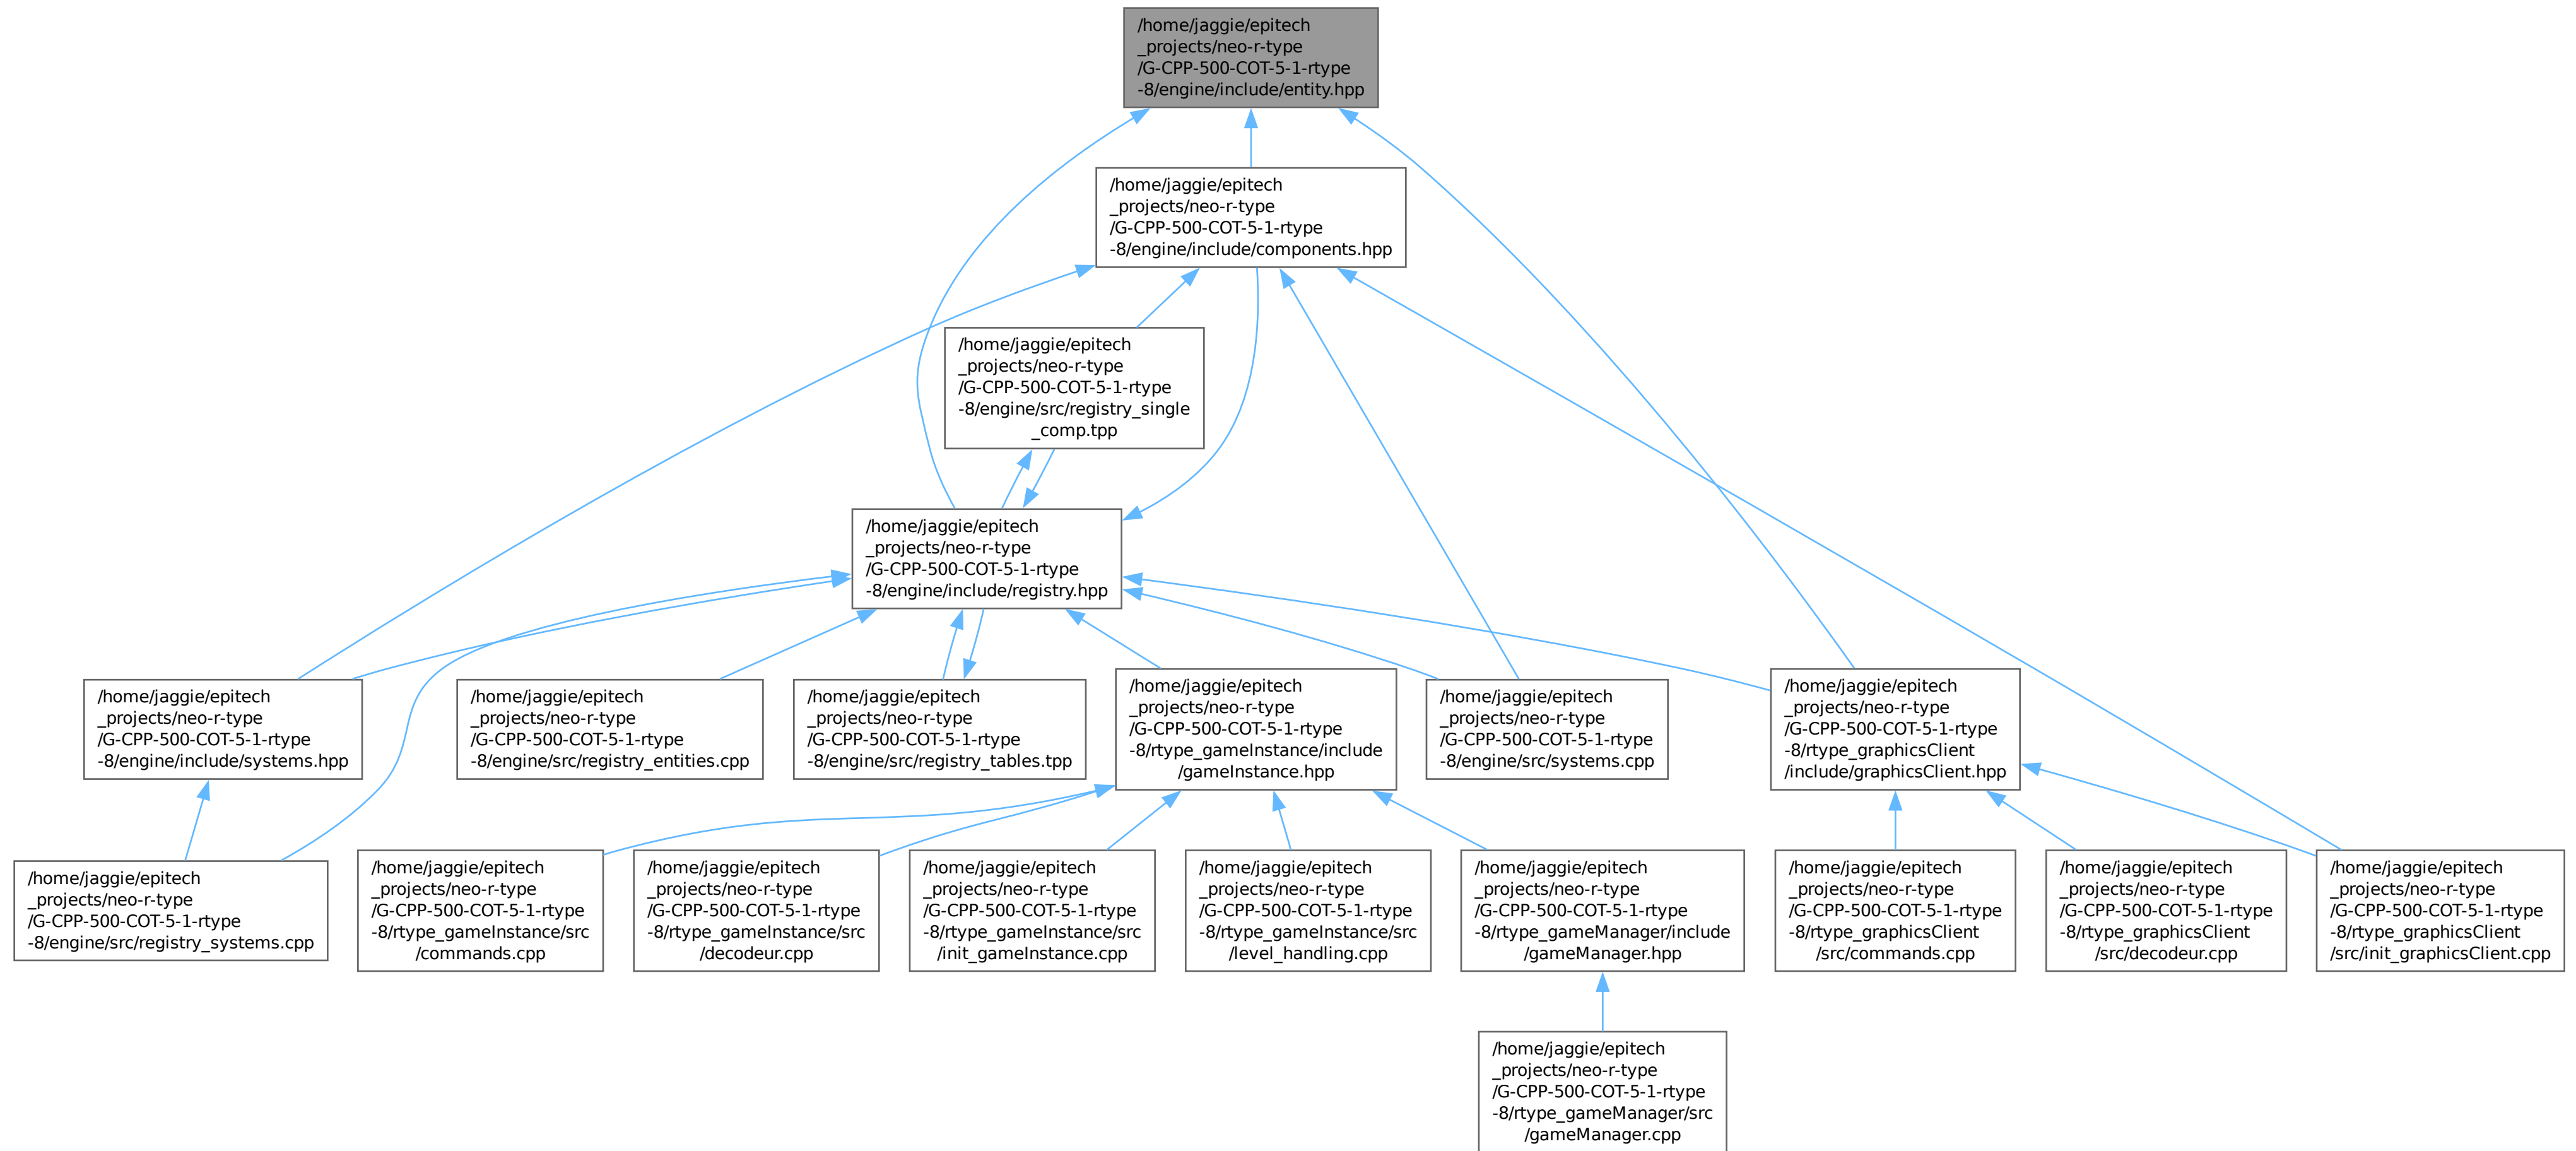 /home/jaggie/epitech
_projects/neo-r-type
/G-CPP-500-COT-5-1-rtype
-8/engine/include/entity.hpp
/home/jaggie/epitech
_projects/neo-r-type
/G-CPP-500-COT-5-1-rtype
-8/engine/include/components.hpp
/home/jaggie/epitech
_projects/neo-r-type
/G-CPP-500-COT-5-1-rtype
-8/engine/src/registry_single
_comp.tpp
/home/jaggie/epitech
_projects/neo-r-type
/G-CPP-500-COT-5-1-rtype
-8/engine/include/registry.hpp
/home/jaggie/epitech
_projects/neo-r-type
/G-CPP-500-COT-5-1-rtype
-8/engine/include/systems.hpp
/home/jaggie/epitech
_projects/neo-r-type
/G-CPP-500-COT-5-1-rtype
-8/engine/src/registry_entities.cpp
/home/jaggie/epitech
_projects/neo-r-type
/G-CPP-500-COT-5-1-rtype
-8/engine/src/registry_tables.tpp
/home/jaggie/epitech
_projects/neo-r-type
/G-CPP-500-COT-5-1-rtype
-8/rtype_gameInstance/include
/gameInstance.hpp
/home/jaggie/epitech
_projects/neo-r-type
/G-CPP-500-COT-5-1-rtype
-8/engine/src/systems.cpp
/home/jaggie/epitech
_projects/neo-r-type
/G-CPP-500-COT-5-1-rtype
-8/rtype_graphicsClient
/include/graphicsClient.hpp
/home/jaggie/epitech
_projects/neo-r-type
/G-CPP-500-COT-5-1-rtype
-8/engine/src/registry_systems.cpp
/home/jaggie/epitech
_projects/neo-r-type
/G-CPP-500-COT-5-1-rtype
-8/rtype_gameInstance/src
/commands.cpp
/home/jaggie/epitech
_projects/neo-r-type
/G-CPP-500-COT-5-1-rtype
-8/rtype_gameInstance/src
/decodeur.cpp
/home/jaggie/epitech
_projects/neo-r-type
/G-CPP-500-COT-5-1-rtype
-8/rtype_gameInstance/src
/init_gameInstance.cpp
/home/jaggie/epitech
_projects/neo-r-type
/G-CPP-500-COT-5-1-rtype
-8/rtype_gameInstance/src
/level_handling.cpp
/home/jaggie/epitech
_projects/neo-r-type
/G-CPP-500-COT-5-1-rtype
-8/rtype_gameManager/include
/gameManager.hpp
/home/jaggie/epitech
_projects/neo-r-type
/G-CPP-500-COT-5-1-rtype
-8/rtype_graphicsClient
/src/commands.cpp
/home/jaggie/epitech
_projects/neo-r-type
/G-CPP-500-COT-5-1-rtype
-8/rtype_graphicsClient
/src/decodeur.cpp
/home/jaggie/epitech
_projects/neo-r-type
/G-CPP-500-COT-5-1-rtype
-8/rtype_graphicsClient
/src/init_graphicsClient.cpp
/home/jaggie/epitech
_projects/neo-r-type
/G-CPP-500-COT-5-1-rtype
-8/rtype_gameManager/src
/gameManager.cpp